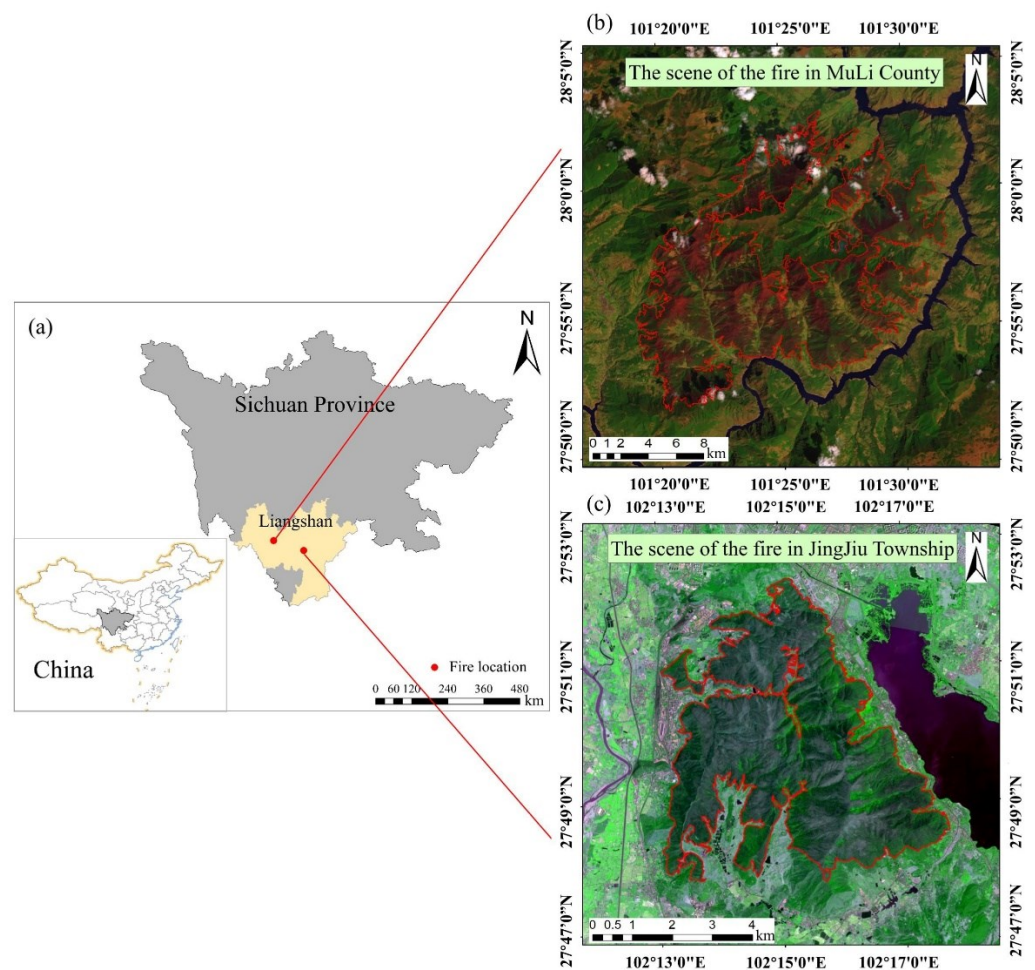 (a)
N
Sichuan Province
Liangshan
China
Fire location
0 60 120 240 360 480
km
(b)
101°20'0"E 101°25'0"E 101°30'0"E
The scene of the fire in MuLi County
N
28°5'0"N
28°0'0"N
27°55'0"N
27°50'0"N
28°5'0"N
28°0'0"N
27°55'0"N
27°50'0"N
0 1 2 4 6 8
km
101°20'0"E 101°25'0"E 101°30'0"E
(c)
102°13'0"E 102°15'0"E 102°17'0"E
The scene of the fire in JingJiu Township
N
27°53'0"N
27°51'0"N
27°49'0"N
27°47'0"N
27°53'0"N
27°51'0"N
27°49'0"N
27°47'0"N
0 0.5 1 2 3 4
km
102°13'0"E 102°15'0"E 102°17'0"E